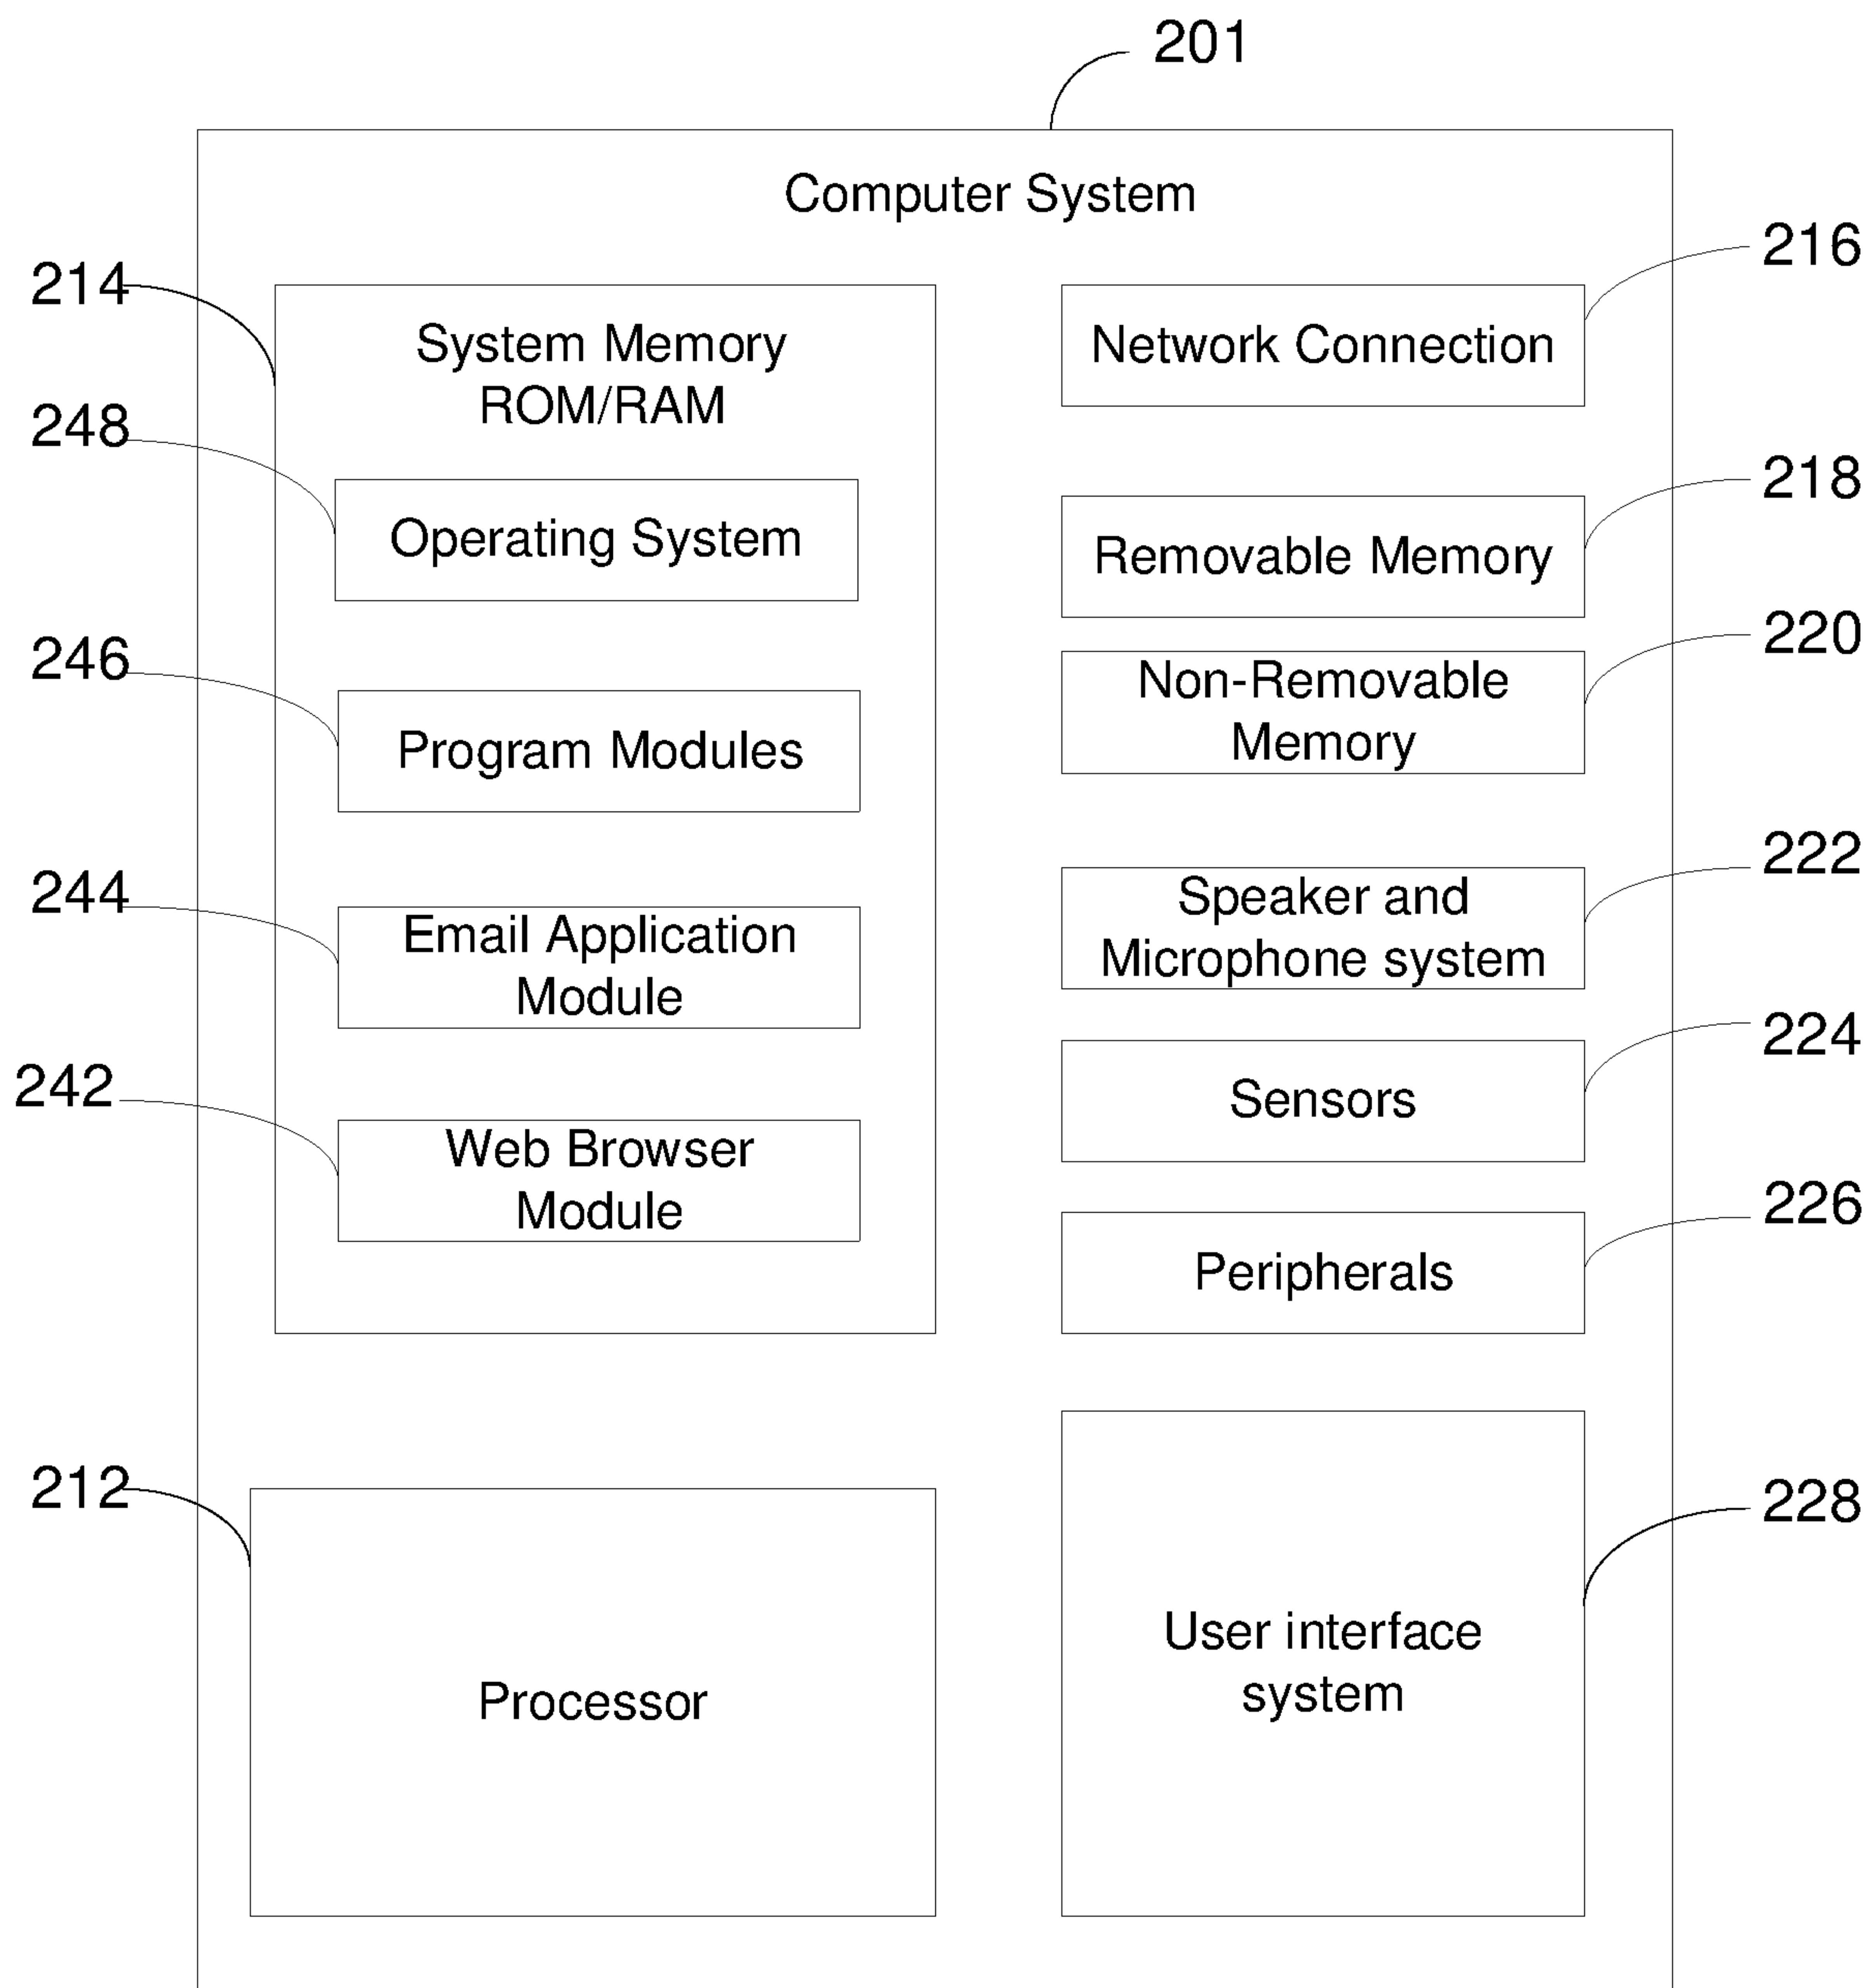 201
Computer System
214
System Memory
ROM/RAM
248
Operating System
246
Program Modules
244
Email Application
Module
242
Web Browser
Module
212
Processor
216
Network Connection
218
Removable Memory
220
Non-Removable
Memory
222
Speaker and
Microphone system
224
Sensors
226
Peripherals
228
User interface
system